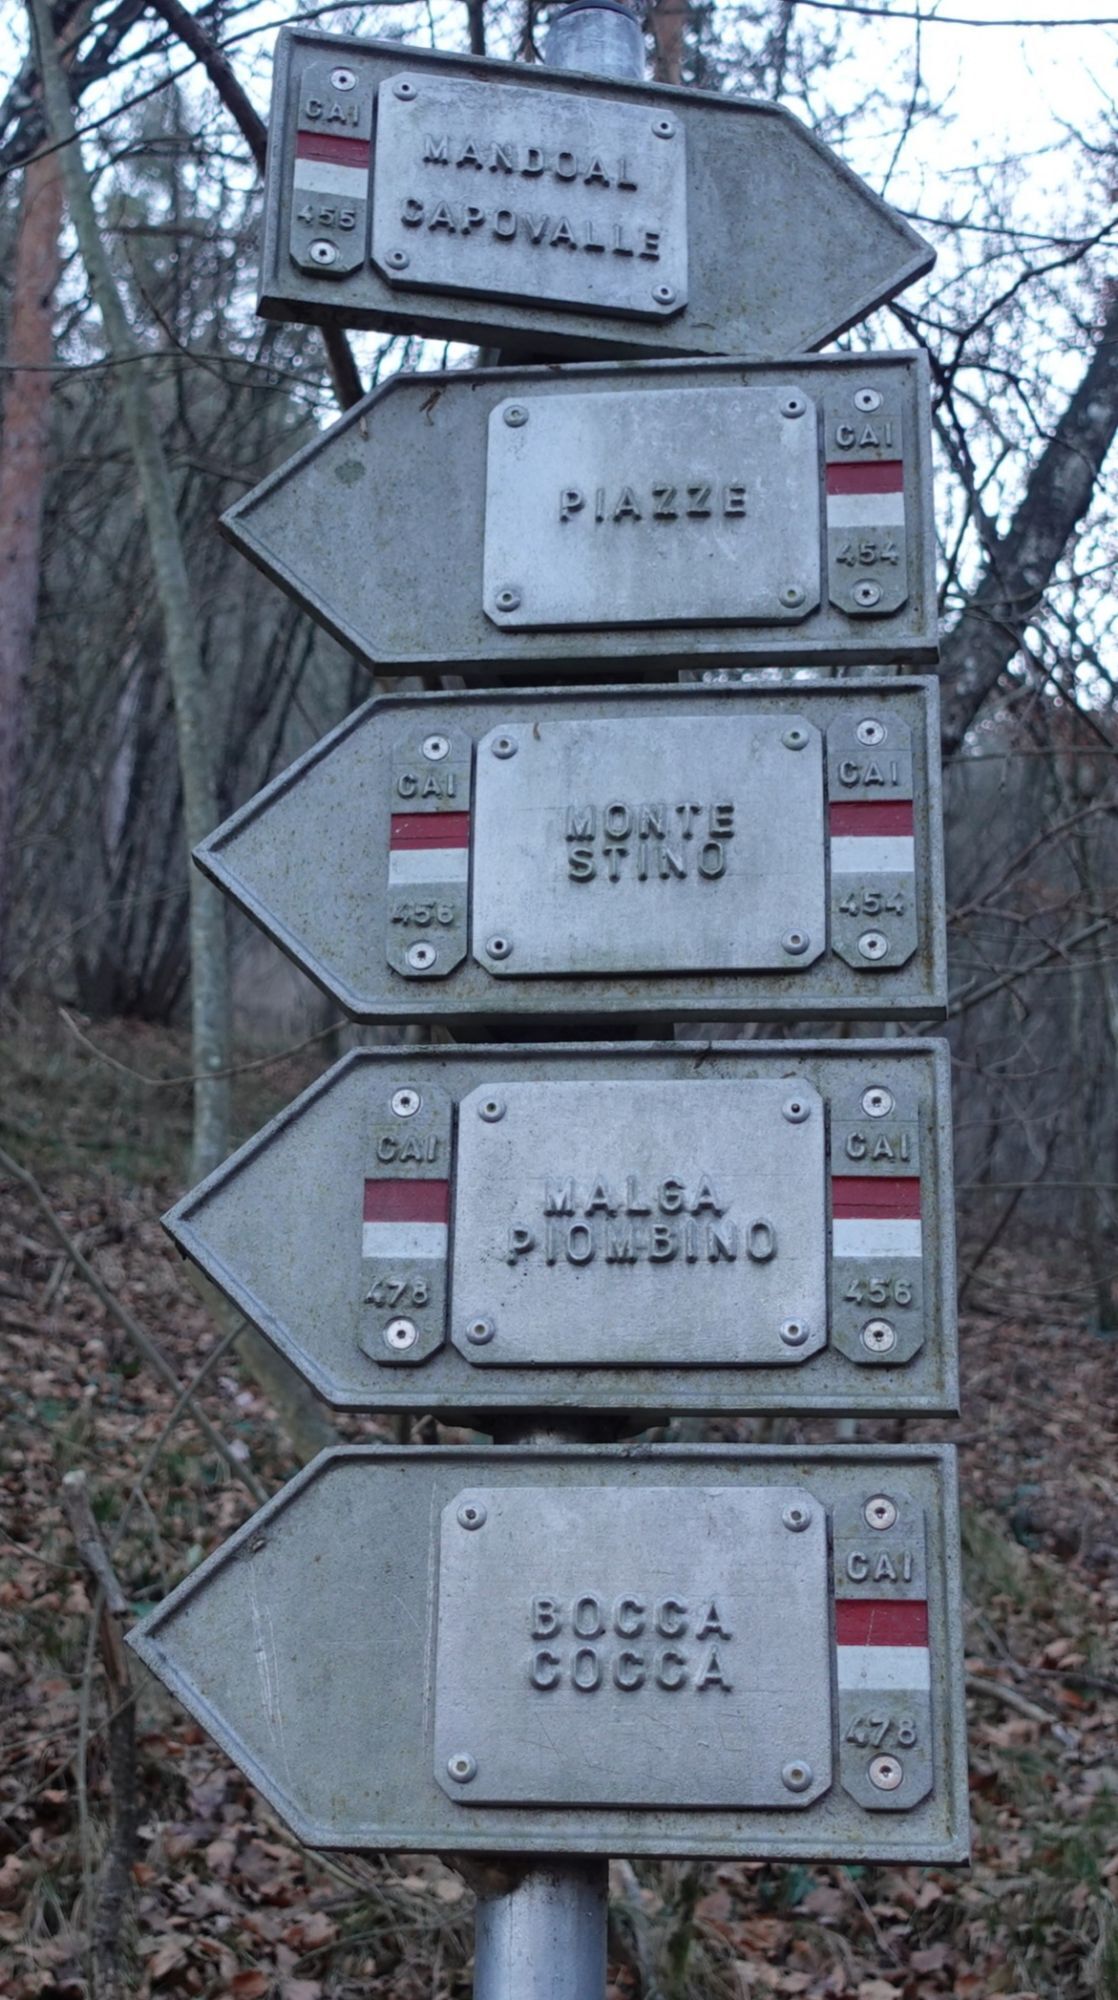 CAI
455
MANDOAL
CAPOVALLE
PIAZZE
CAI
454
CAI
456
MONTE
STINO
CAI
454
CAI
478
MALGA
PIOMBINO
CAI
456
BOCCA
COCCA
CAI
478